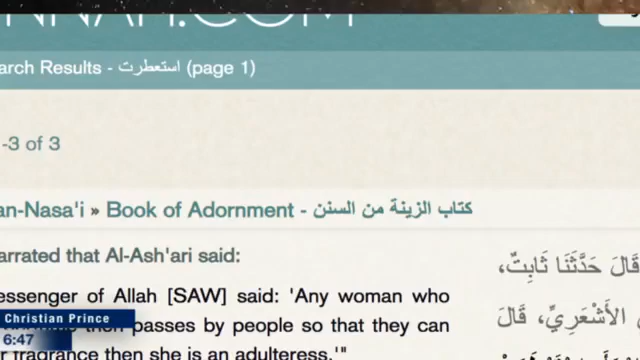 NNAH.COM
arch Results - استعطرت (page 1)
-3 of 3
an-Nasa'i » Book of Adornment - كتاب الزينة من السنن
arrated that Al-Ash'ari said:
قَالَ حَدَّثَنَا ثَابِتٌ،
essenger of Allah [SAW] said: 'Any woman who
Christian Prince
then passes by people so that they can
الأَشْعَرِيِّ، قَالَ
6:47
fragrance then she is an adulteress.'"